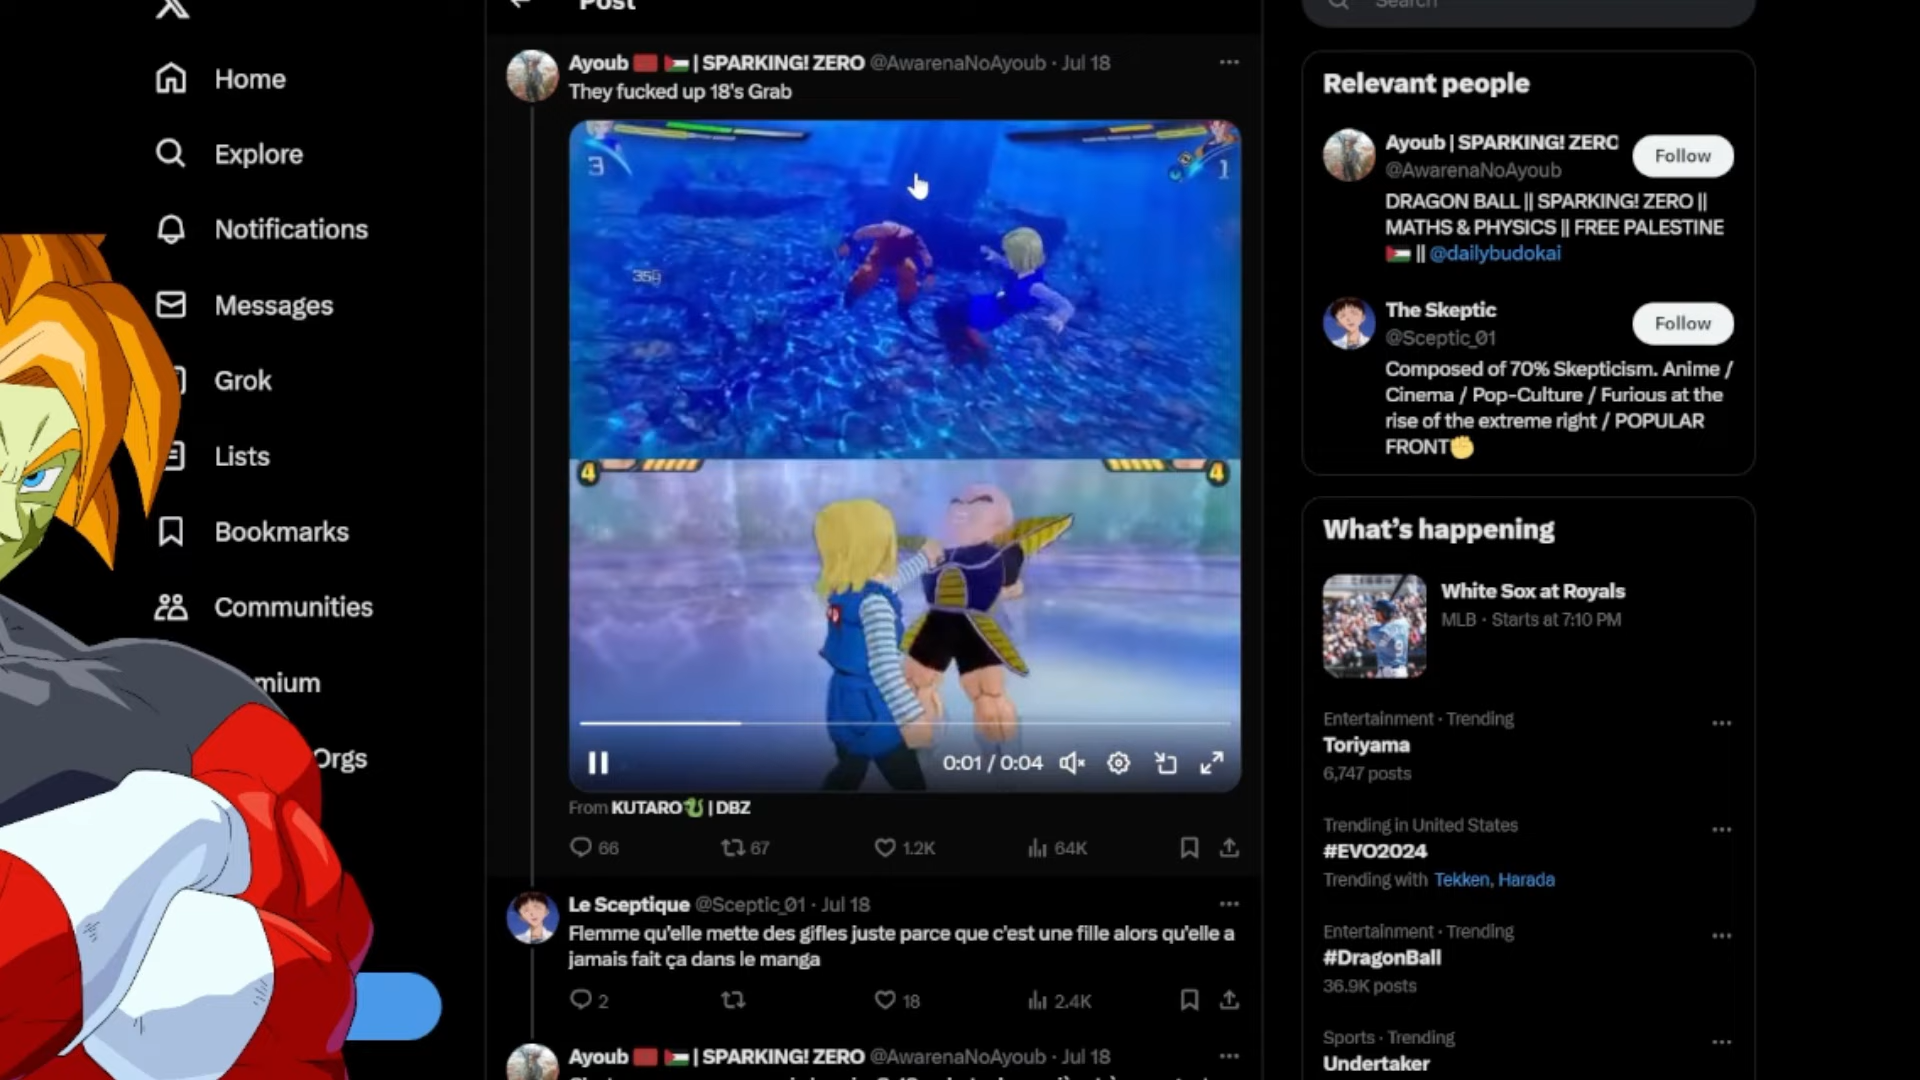 Post
Search
Home
Explore
Notifications
Messages
Grok
Lists
Bookmarks
Communities
mium
Orgs
Ayoub 🇲🇦 🇵🇸 | SPARKING! ZERO @AwarenaNoAyoub · Jul 18
They fucked up 18's Grab
3
1
4
4
0:01 / 0:04
From KUTARO🐉 | DBZ
66
67
1.2K
64K
Le Sceptique @Sceptic_01 · Jul 18
Flemme qu'elle mette des gifles juste parce que c'est une fille alors qu'elle a
jamais fait ça dans le manga
2
18
2.4K
Ayoub 🇲🇦 🇵🇸 | SPARKING! ZERO @AwarenaNoAyoub · Jul 18
Relevant people
Ayoub | SPARKING! ZERO
Follow
@AwarenaNoAyoub
DRAGON BALL || SPARKING! ZERO ||
MATHS & PHYSICS || FREE PALESTINE
🇵🇸 || @dailybudokai
The Skeptic
Follow
@Sceptic_01
Composed of 70% Skepticism. Anime /
Cinema / Pop-Culture / Furious at the
rise of the extreme right / POPULAR
FRONT✊
What's happening
White Sox at Royals
MLB · Starts at 7:10 PM
Entertainment · Trending
Toriyama
6,747 posts
Trending in United States
#EVO2024
Trending with Tekken, Harada
Entertainment · Trending
#DragonBall
36.9K posts
Sports · Trending
Undertaker